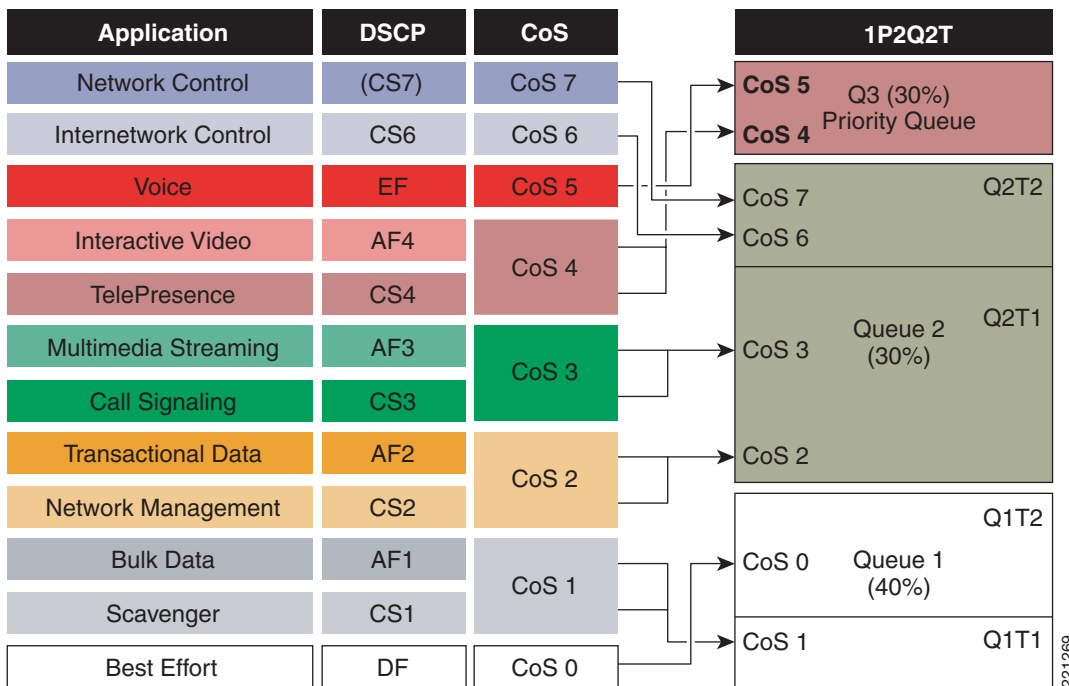 Application DSCP CoS 1P2Q2T
Network Control (CS7) CoS 7
Internetwork Control CS6 CoS 6
Voice EF CoS 5
Interactive Video AF4
CoS 4
TelePresence CS4
Multimedia Streaming AF3
CoS 3
Call Signaling CS3
Transactional Data AF2
CoS 2
Network Management CS2
Bulk Data AF1
CoS 1
Scavenger CS1
Best Effort DF CoS 0
CoS 5
Q3 (30%)
Priority Queue
CoS 4
Q2T2
CoS 7
CoS 6
Q2T1
Queue 2
(30%)
CoS 3
CoS 2
Q1T2
CoS 0
Queue 1
(40%)
CoS 1
Q1T1
221269